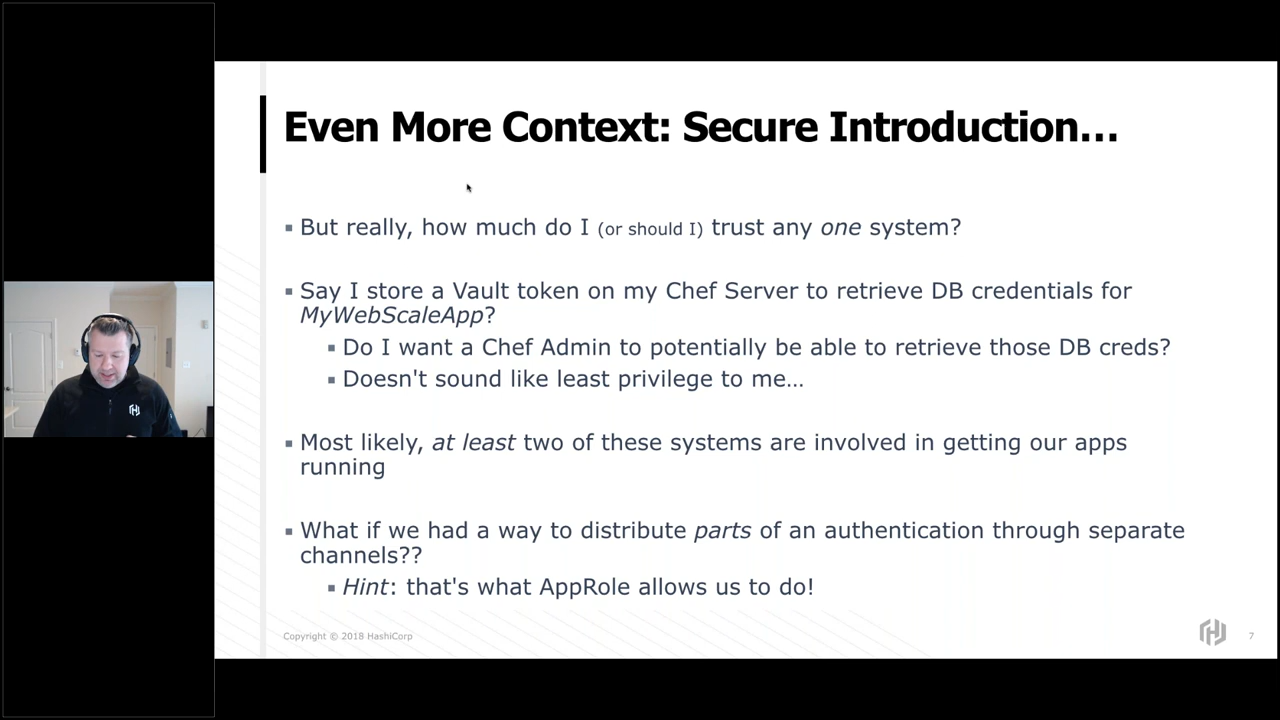 Even More Context: Secure Introduction…
▪ But really, how much do I (or should I) trust any one system?
▪ Say I store a Vault token on my Chef Server to retrieve DB credentials for
MyWebScaleApp?
▪ Do I want a Chef Admin to potentially be able to retrieve those DB creds?
▪ Doesn't sound like least privilege to me…
▪ Most likely, at least two of these systems are involved in getting our apps
running
▪ What if we had a way to distribute parts of an authentication through separate
channels??
▪ Hint: that's what AppRole allows us to do!
Copyright © 2018 HashiCorp
7